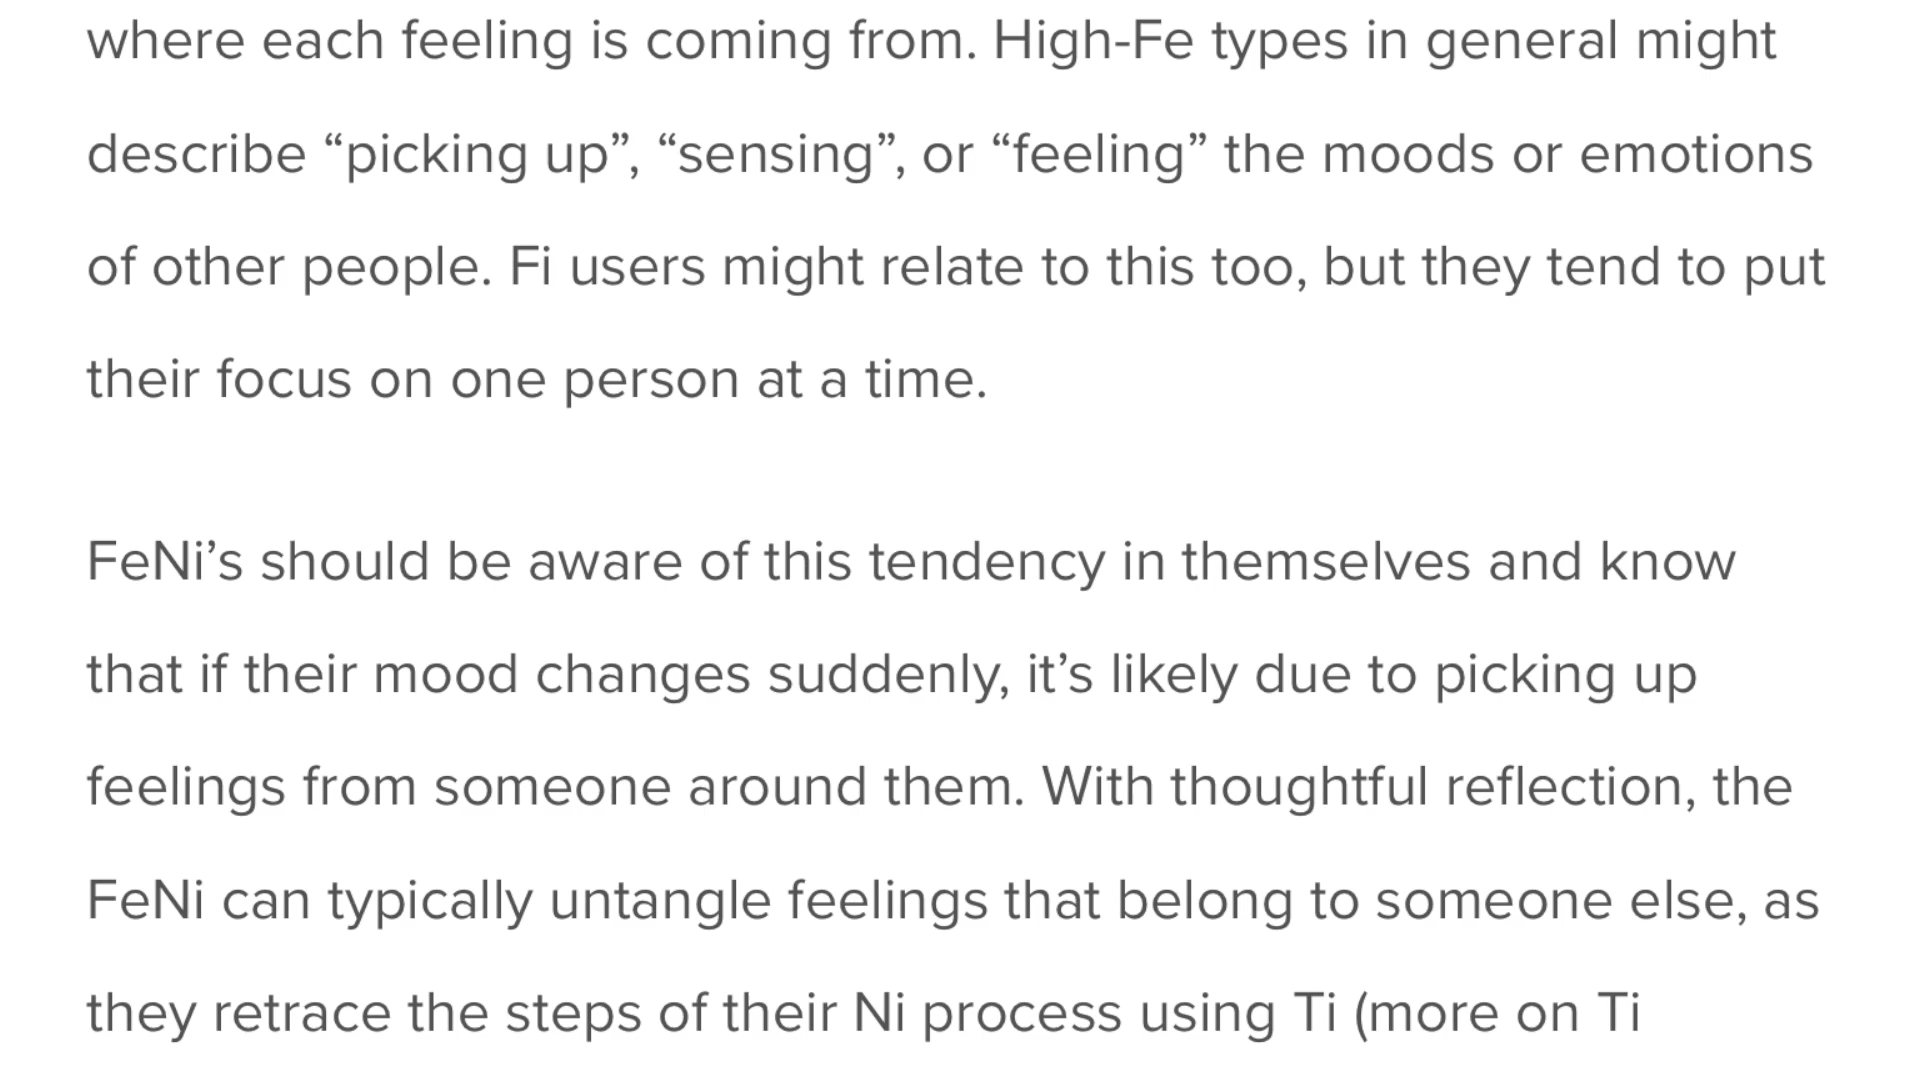 where each feeling is coming from. High-Fe types in general might
describe “picking up”, “sensing”, or “feeling” the moods or emotions
of other people. Fi users might relate to this too, but they tend to put
their focus on one person at a time.
FeNi’s should be aware of this tendency in themselves and know
that if their mood changes suddenly, it’s likely due to picking up
feelings from someone around them. With thoughtful reflection, the
FeNi can typically untangle feelings that belong to someone else, as
they retrace the steps of their Ni process using Ti (more on Ti